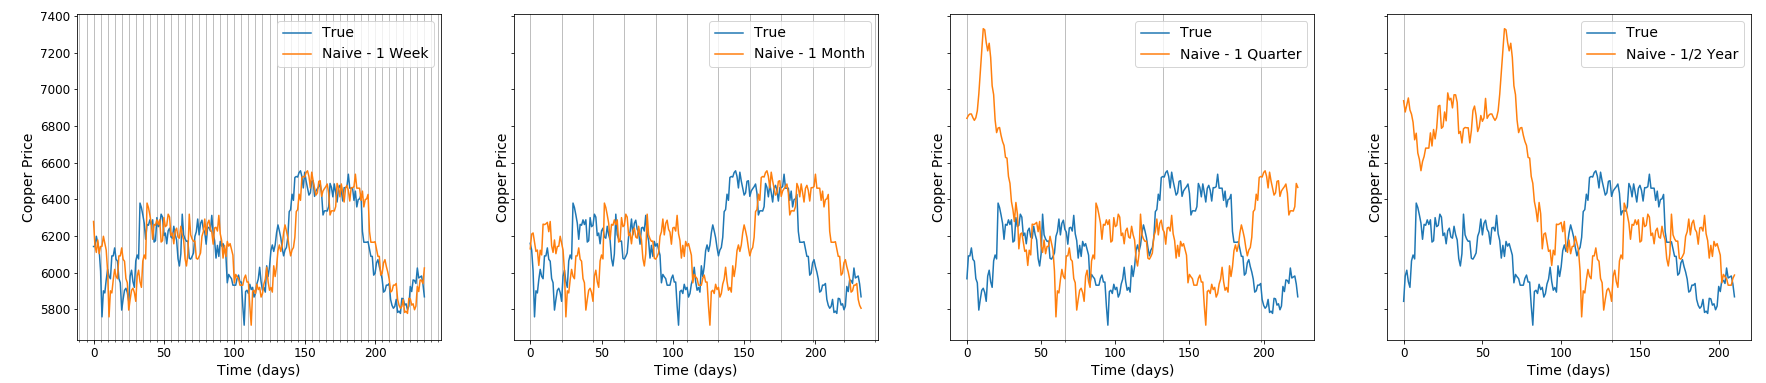 7400
7200
7000
6800
6600
6400
6200
6000
5800
Copper Price
True
Naive - 1 Week
0 50 100 150 200
Time (days)
Copper Price
True
Naive - 1 Month
0 50 100 150 200
Time (days)
Copper Price
True
Naive - 1 Quarter
0 50 100 150 200
Time (days)
Copper Price
True
Naive - 1/2 Year
0 50 100 150 200
Time (days)